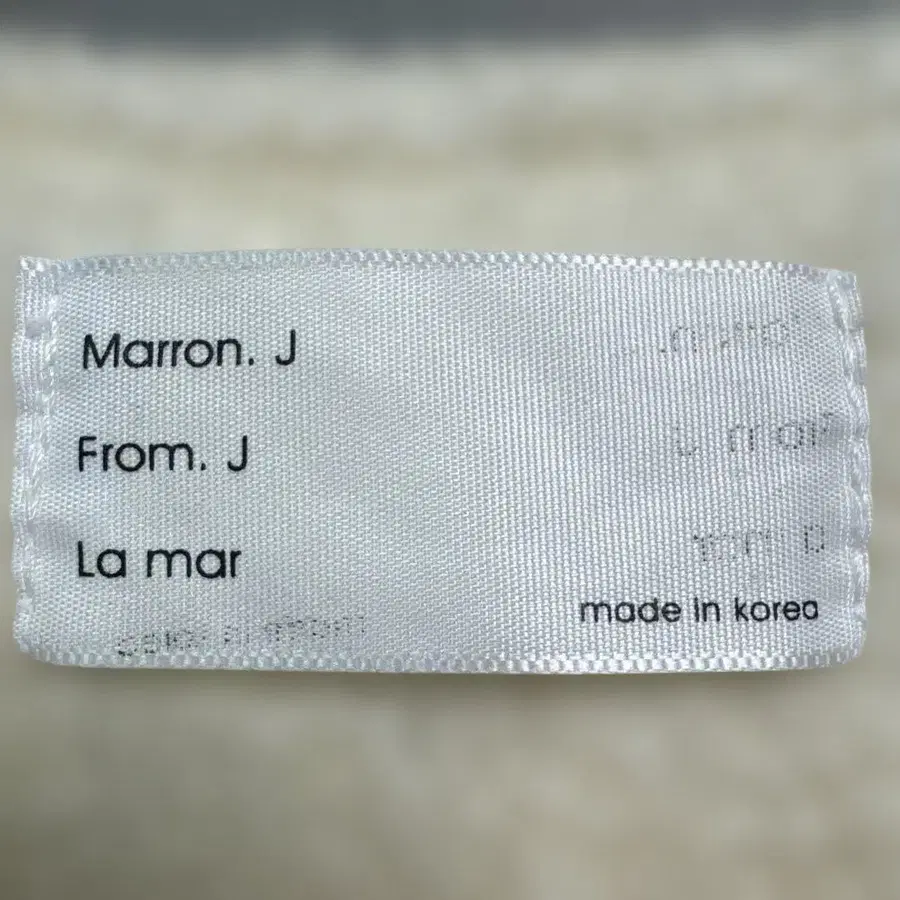 Marron. J
From. J
La mar
made in korea